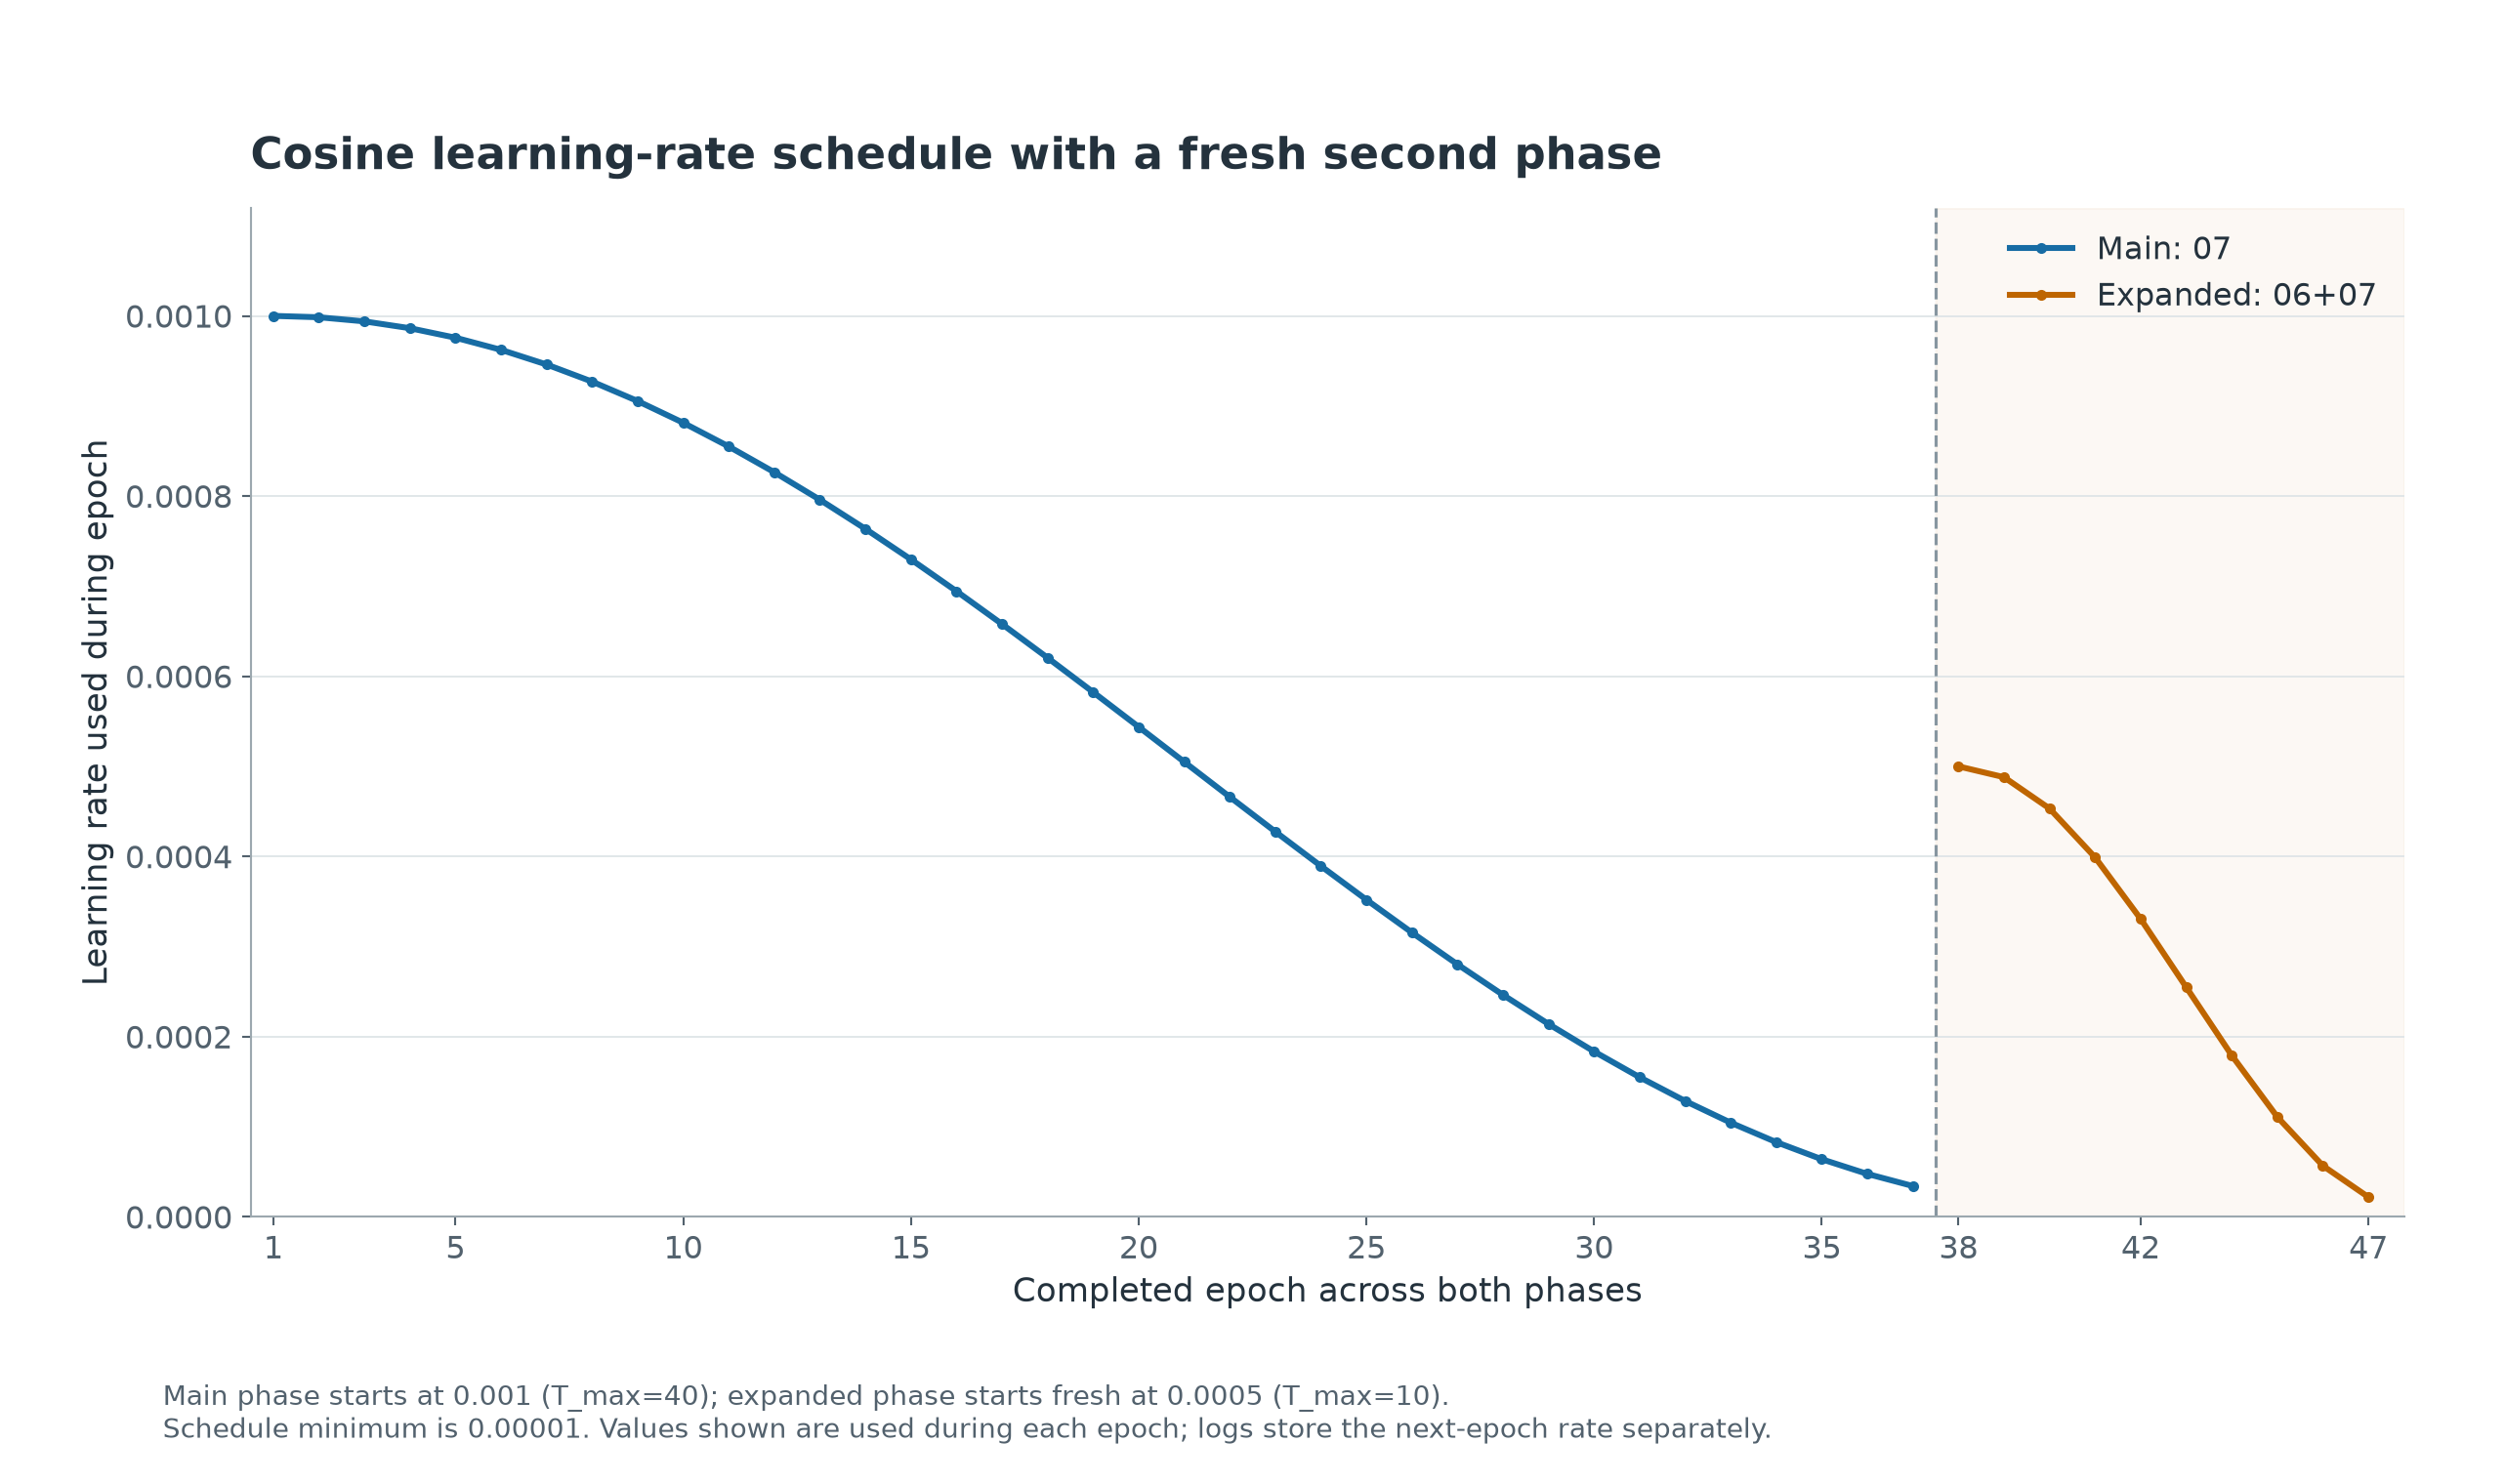 Cosine learning-rate schedule with a fresh second phase
Main: 07
Expanded: 06+07
Learning rate used during epoch
0.0010
0.0008
0.0006
0.0004
0.0002
0.0000
1 5 10 15 20 25 30 35 38 42 47
Completed epoch across both phases
Main phase starts at 0.001 (T_max=40); expanded phase starts fresh at 0.0005 (T_max=10).
Schedule minimum is 0.00001. Values shown are used during each epoch; logs store the next-epoch rate separately.